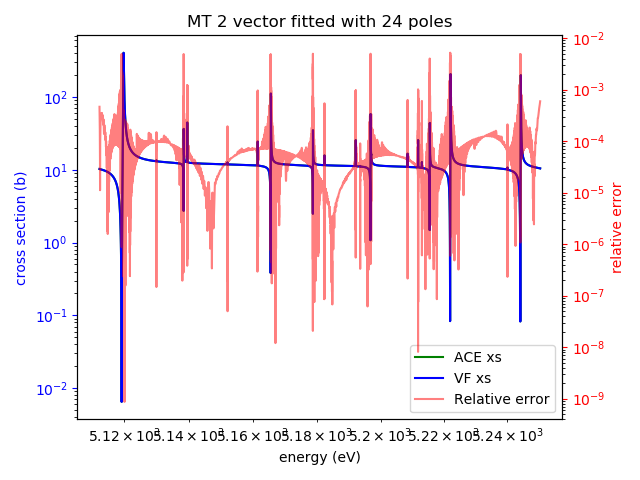 MT 2 vector fitted with 24 poles
cross section (b)
10²
10¹
10⁰
10⁻¹
10⁻²
10⁻²
10⁻³
10⁻⁴
10⁻⁵
10⁻⁶
10⁻⁷
10⁻⁸
10⁻⁹
relative error
ACE xs
VF xs
Relative error
5.12 × 10³ 5.14 × 10³ 5.16 × 10³ 5.18 × 10³ 5.2 × 10³ 5.22 × 10³ 5.24 × 10³
energy (eV)